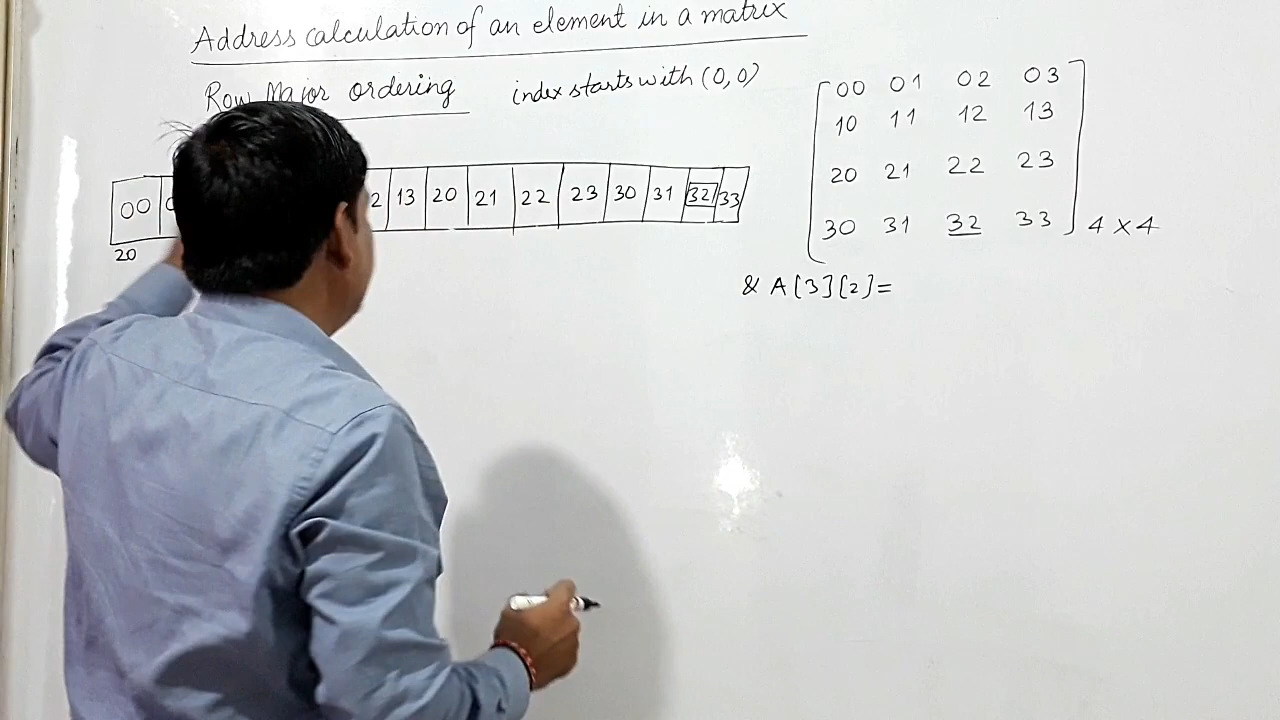 Address calculation of an element in a matrix
Row Major ordering index starts with (0,0)
00 01 02 03
10 11 12 13
20 21 22 23
30 31 32 33 4 x 4
00 13 20 21 22 23 30 31 32 33
20
& A[3][2]=